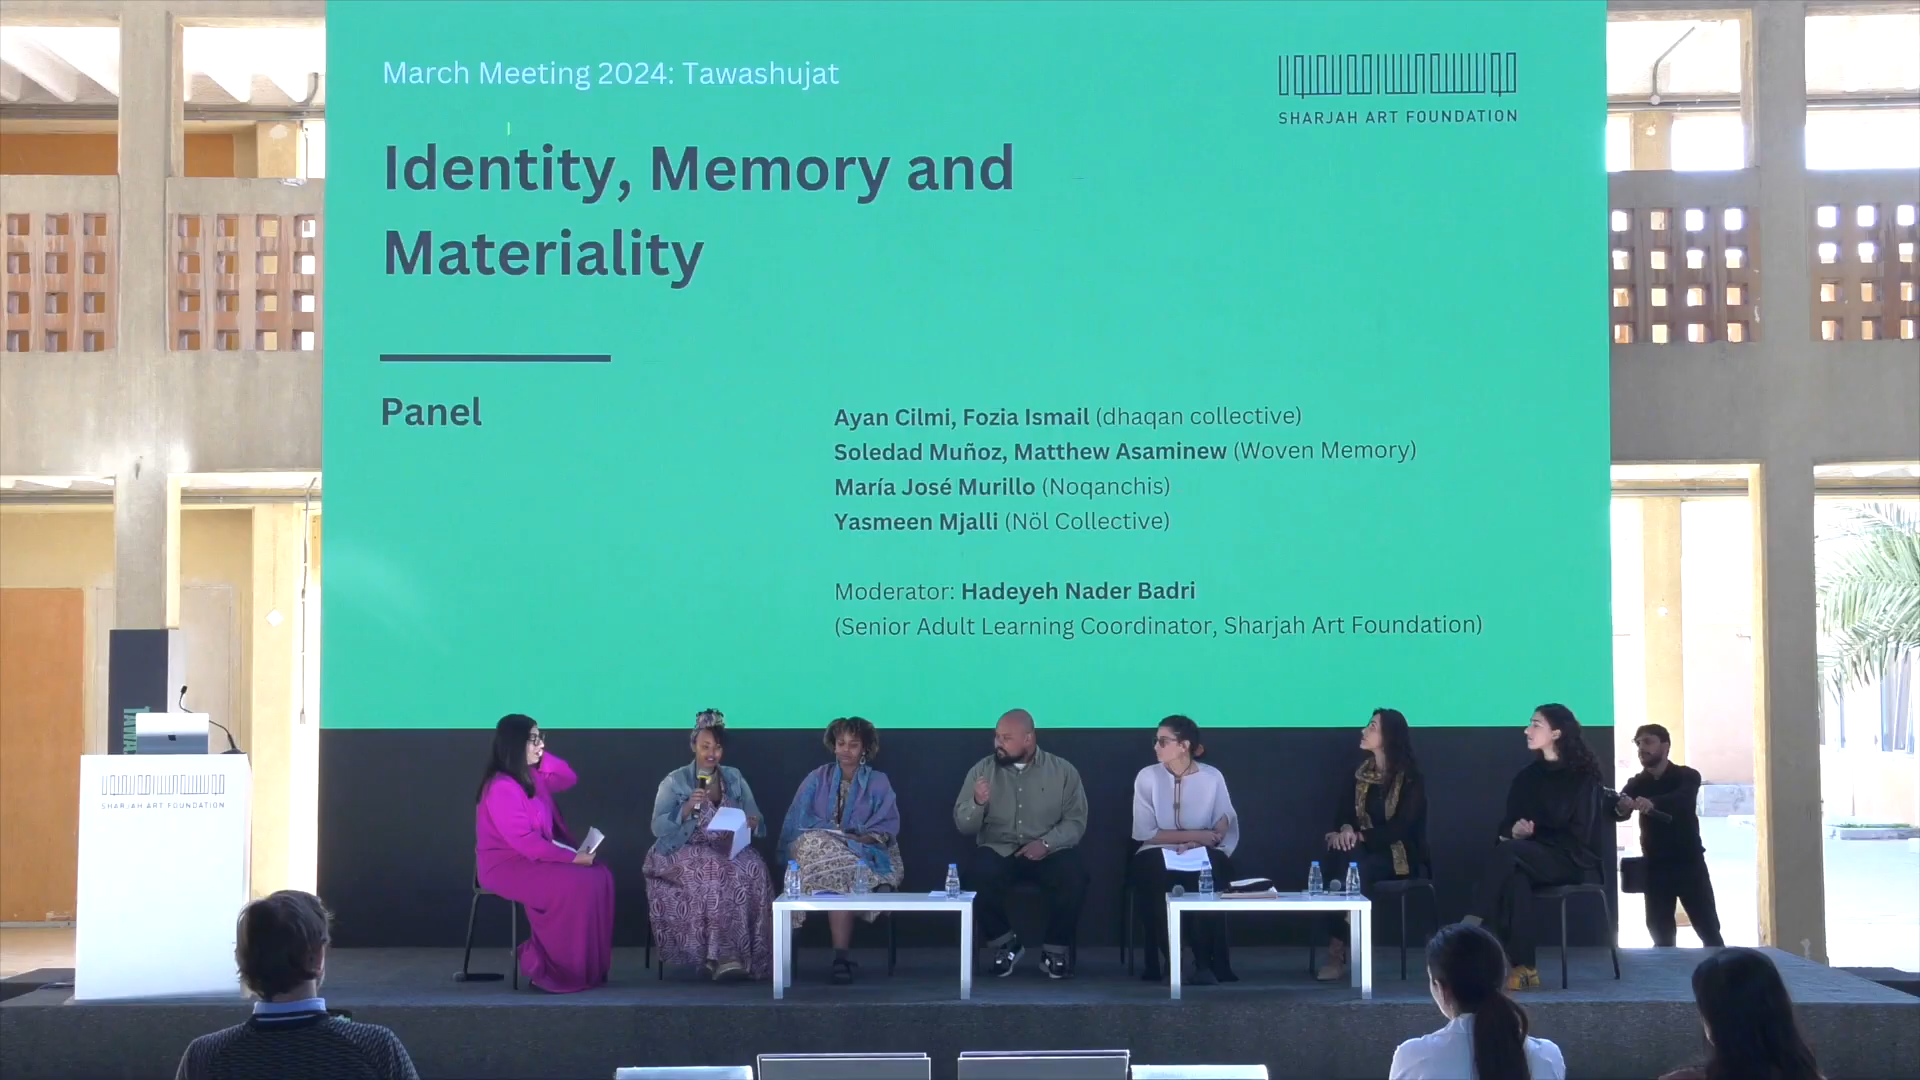 March Meeting 2024: Tawashujat
SHARJAH ART FOUNDATION
Identity, Memory and
Materiality
Panel
Ayan Cilmi, Fozia Ismail (dhaqan collective)
Soledad Muñoz, Matthew Asaminew (Woven Memory)
María José Murillo (Noqanchis)
Yasmeen Mjalli (Nöl Collective)
Moderator: Hadeyeh Nader Badri
(Senior Adult Learning Coordinator, Sharjah Art Foundation)
SHARJAH ART FOUNDATION